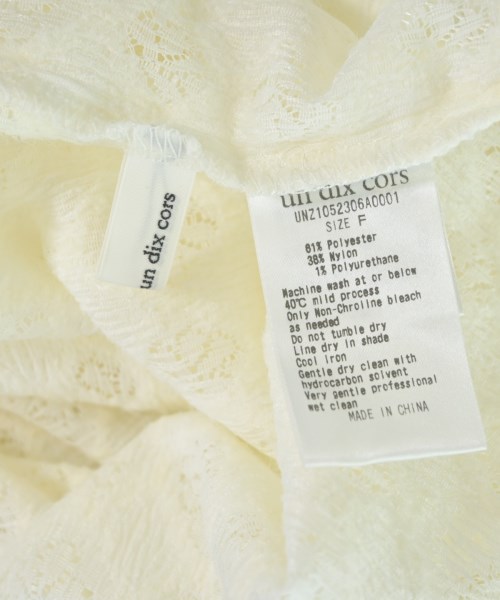 un dix cors
un dix cors
UNZ1052306A0001
SIZE F
61% Polyester
38% Nylon
1% Polyurethane
Machine wash at or below
40℃ mild process
Only Non-Chroline bleach
as needed
Do not tumble dry
Line dry in shade
Cool iron
Gentle dry clean with
hydrocarbon solvent
Very gentle professional
wet clean
MADE IN CHINA